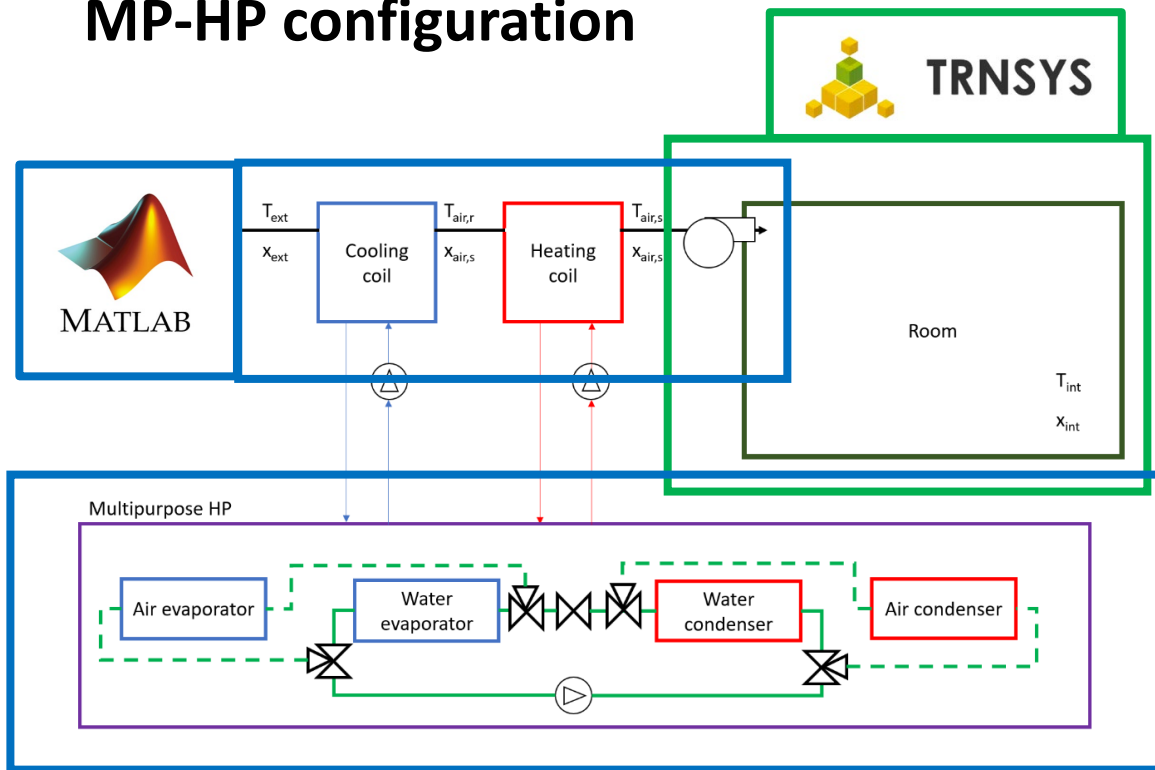 MP-HP configuration
TRNSYS
MATLAB
T_ext
x_ext
Cooling
coil
T_air,r
x_air,s
Heating
coil
T_air,s
x_air,s
Room
T_int
x_int
Multipurpose HP
Air evaporator
Water
evaporator
Water
condenser
Air condenser